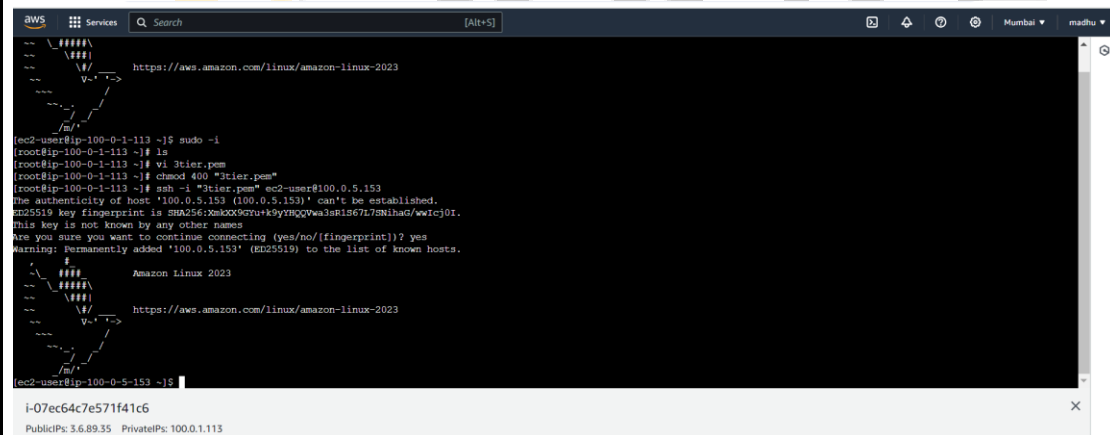 aws Services Search [Alt+S] Mumbai madhu
~~ \_#####\
~~ \###|
~~ \#/ ___ https://aws.amazon.com/linux/amazon-linux-2023
~~ V~' '->
~~~ /
~~._. _/
_/ _/
_/m/'
[ec2-user@ip-100-0-1-113 ~]$ sudo -i
[root@ip-100-0-1-113 ~]# ls
[root@ip-100-0-1-113 ~]# vi 3tier.pem
[root@ip-100-0-1-113 ~]# chmod 400 "3tier.pem"
[root@ip-100-0-1-113 ~]# ssh -i "3tier.pem" ec2-user@100.0.5.153
The authenticity of host '100.0.5.153 (100.0.5.153)' can't be established.
ED25519 key fingerprint is SHA256:XmkXX9GYu+k9yYHQQVwa3sR1S67L7SNihaG/wwIcj0I.
This key is not known by any other names
Are you sure you want to continue connecting (yes/no/[fingerprint])? yes
Warning: Permanently added '100.0.5.153' (ED25519) to the list of known hosts.
, #_
~\_ ####_ Amazon Linux 2023
~~ \_#####\
~~ \###|
~~ \#/ ___ https://aws.amazon.com/linux/amazon-linux-2023
~~ V~' '->
~~~ /
~~._. _/
_/ _/
_/m/'
[ec2-user@ip-100-0-5-153 ~]$
i-07ec64c7e571f41c6
PublicIPs: 3.6.89.35 PrivateIPs: 100.0.1.113